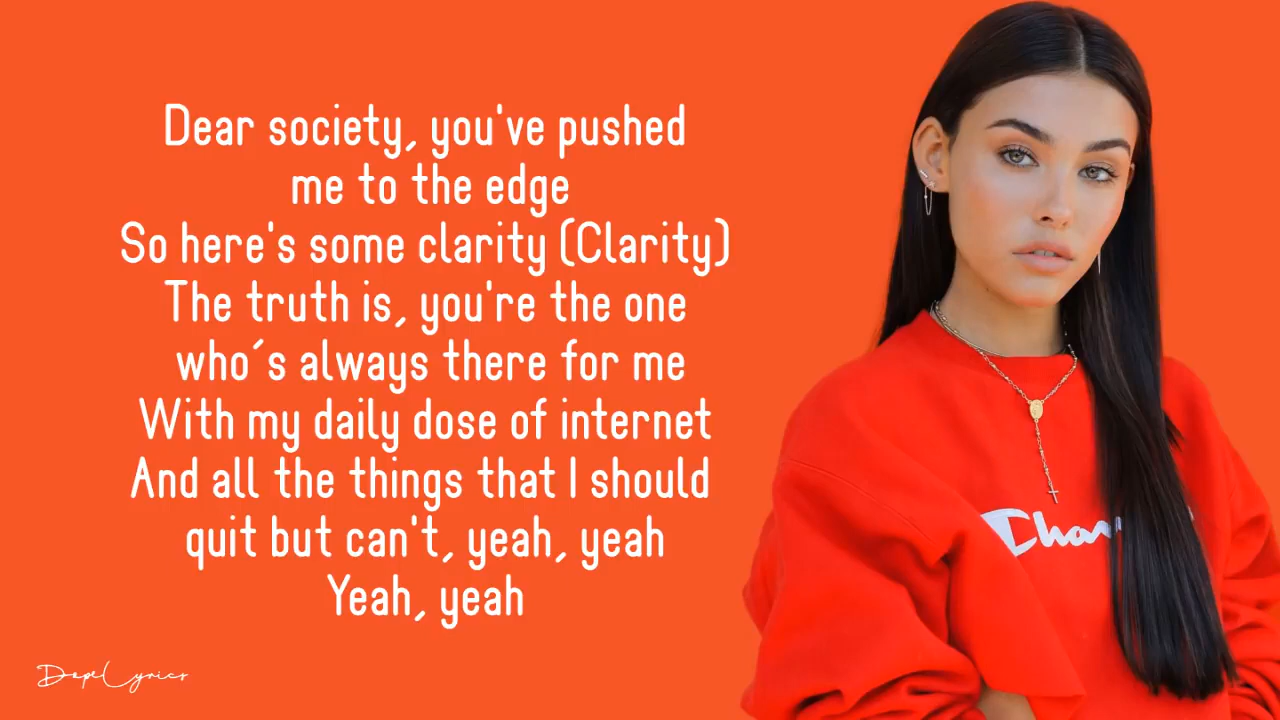 Dear society, you've pushed
me to the edge
So here's some clarity (Clarity)
The truth is, you're the one
who´s always there for me
With my daily dose of internet
And all the things that I should
quit but can't, yeah, yeah
Yeah, yeah
DopeLyrics
Cham